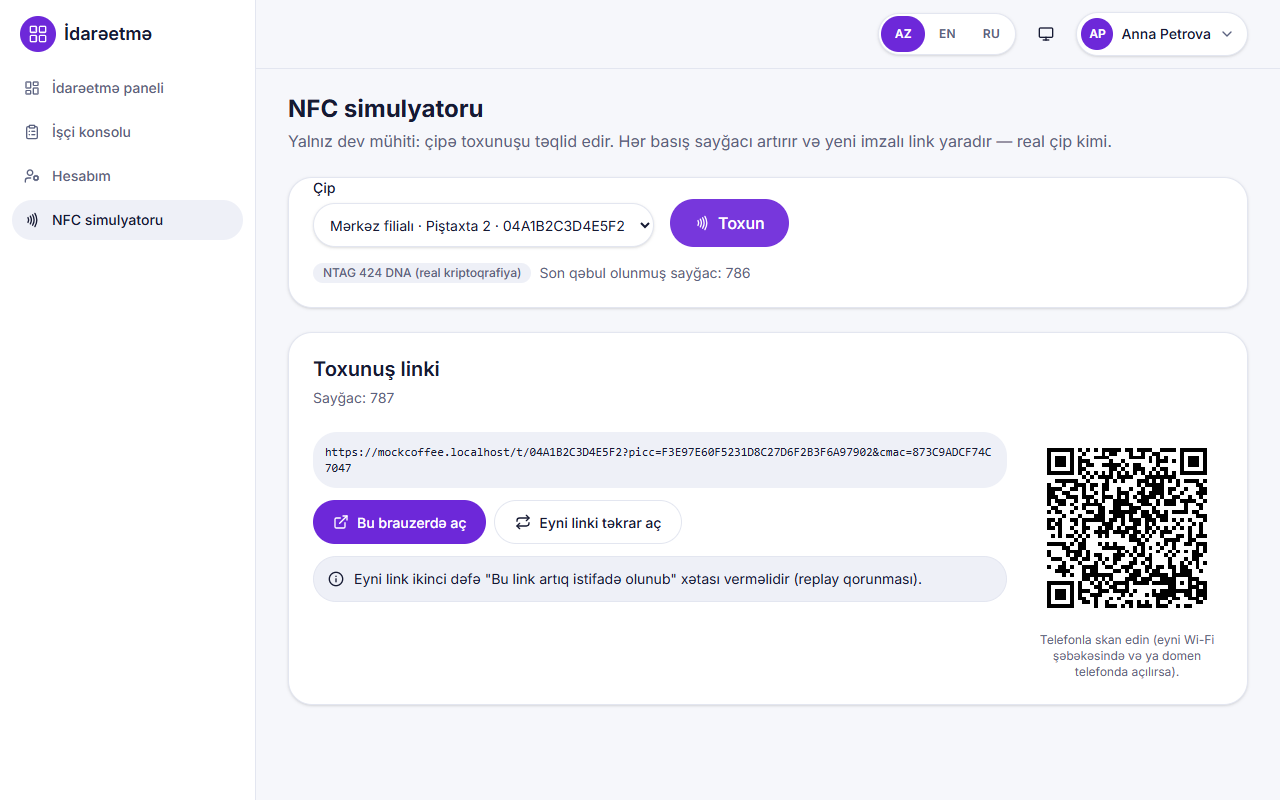 İdarəetmə
AZ EN RU
AP Anna Petrova
İdarəetmə paneli
İşçi konsolu
Hesabım
NFC simulyatoru
NFC simulyatoru
Yalnız dev mühiti: çipə toxunuşu təqlid edir. Hər basış sayğacı artırır və yeni imzalı link yaradır — real çip kimi.
Çip
Mərkəz filialı · Piştaxta 2 · 04A1B2C3D4E5F2
Toxun
NTAG 424 DNA (real kriptoqrafiya) Son qəbul olunmuş sayğac: 786
Toxunuş linki
Sayğac: 787
https://mockcoffee.localhost/t/04A1B2C3D4E5F2?picc=F3E97E60F5231D8C27D6F2B3F6A97902&cmac=873C9ADCF74C
7047
Bu brauzerdə aç
Eyni linki təkrar aç
Eyni link ikinci dəfə "Bu link artıq istifadə olunub" xətası verməlidir (replay qorunması).
Telefonla skan edin (eyni Wi-Fi
şəbəkəsində və ya domen
telefonda açılırsa).